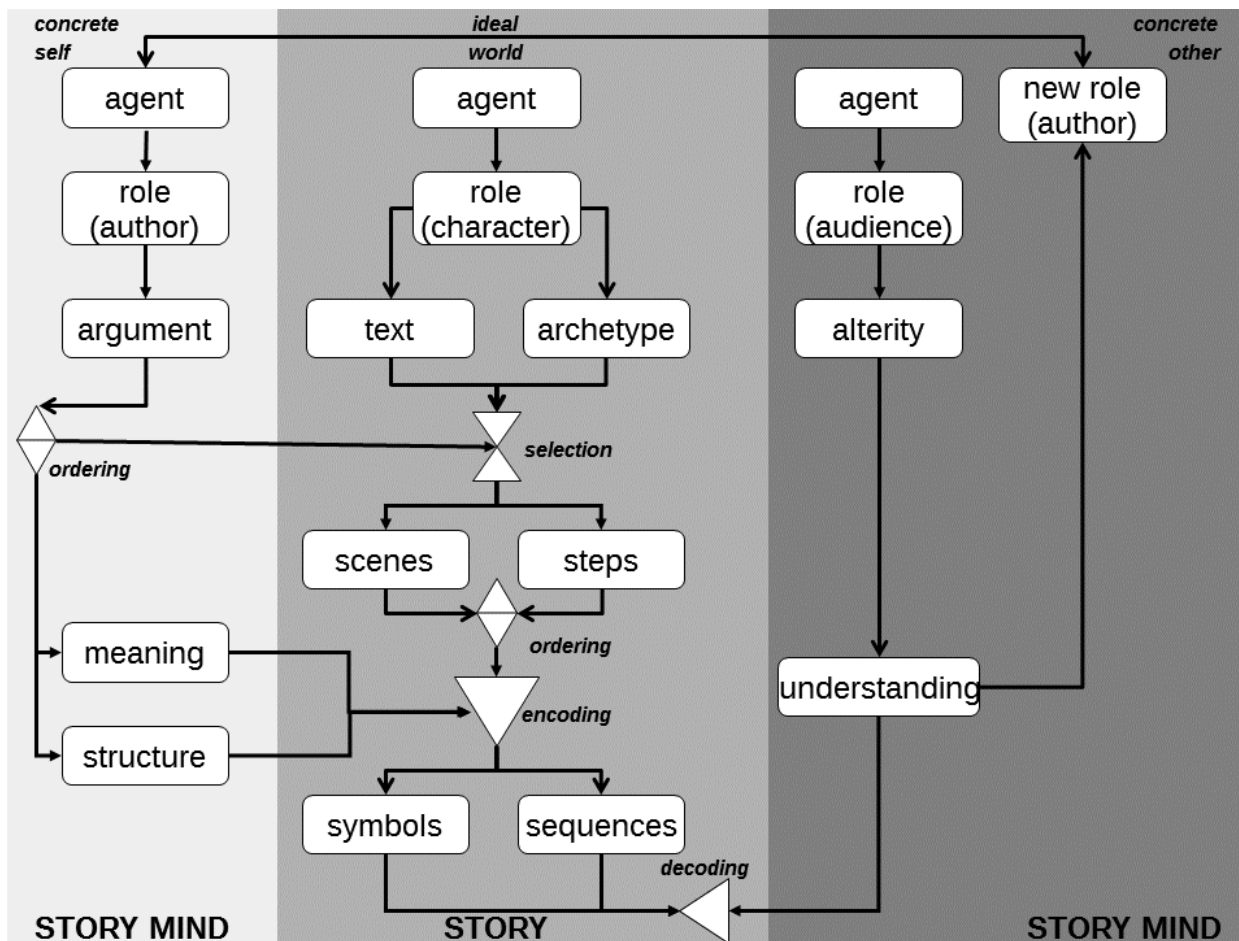 concrete
self
ideal
world
concrete
other
agent
agent
agent
new role
(author)
role
(author)
role
(character)
role
(audience)
argument
text
archetype
alterity
ordering
selection
scenes
steps
ordering
meaning
understanding
encoding
structure
symbols
sequences
decoding
STORY MIND
STORY
STORY MIND